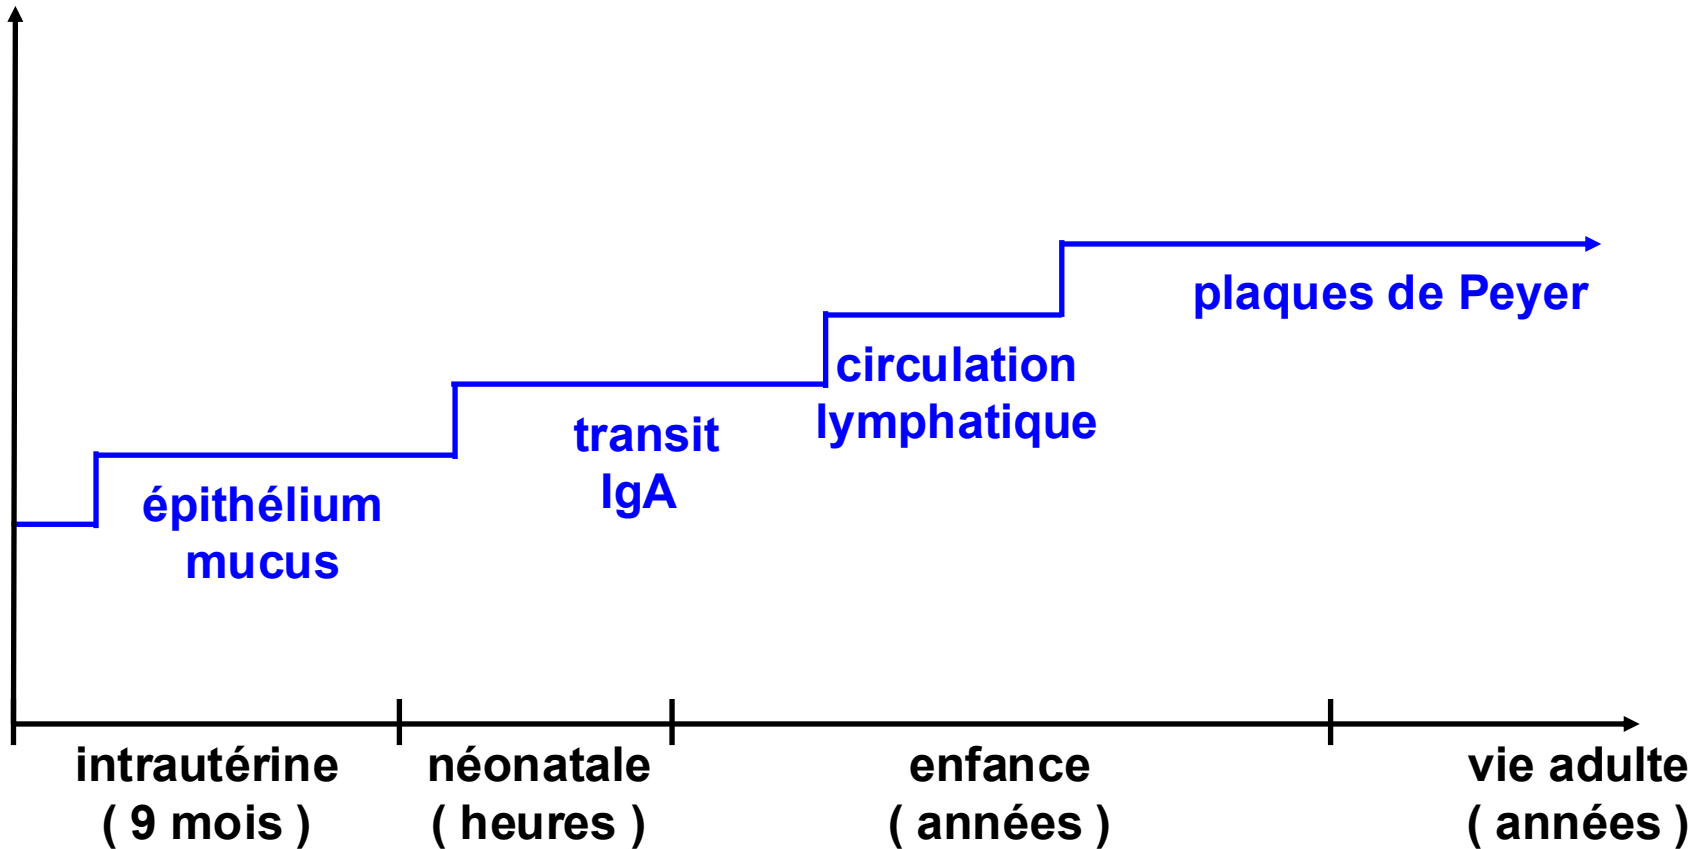 plaques de Peyer
circulation
lymphatique
transit
IgA
épithélium
mucus
intrautérine
( 9 mois )
néonatale
( heures )
enfance
( années )
vie adulte
( années )